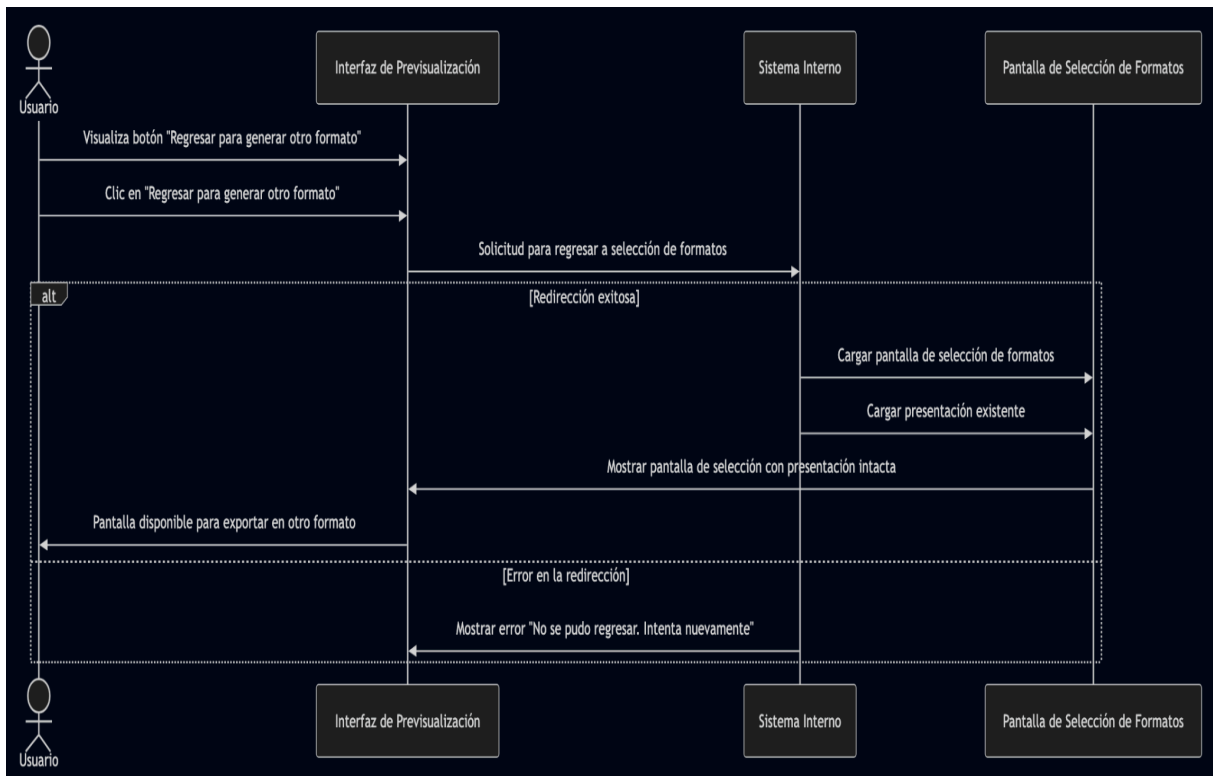 Usuario
Interfaz de Previsualización
Sistema Interno
Pantalla de Selección de Formatos
Visualiza botón "Regresar para generar otro formato"
Clic en "Regresar para generar otro formato"
Solicitud para regresar a selección de formatos
alt
[Redirección exitosa]
Cargar pantalla de selección de formatos
Cargar presentación existente
Mostrar pantalla de selección con presentación intacta
Pantalla disponible para exportar en otro formato
[Error en la redirección]
Mostrar error "No se pudo regresar. Intenta nuevamente"
Usuario
Interfaz de Previsualización
Sistema Interno
Pantalla de Selección de Formatos